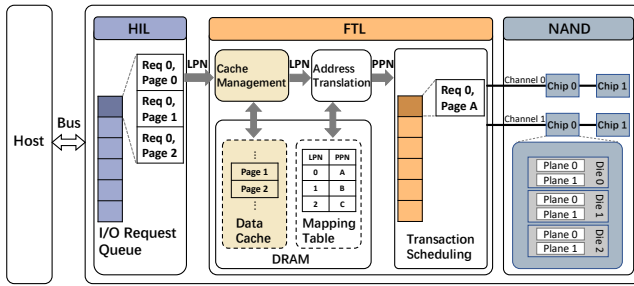 Host
Bus
HIL
Req 0,
Page 0
Req 0,
Page 1
Req 0,
Page 2
I/O Request
Queue
LPN
FTL
Cache
Management
LPN
Address
Translation
PPN
⋮
Page 1
Page 2
⋮
Data
Cache
LPN PPN
0 A
1 B
2 C
Mapping
Table
DRAM
Req 0,
Page A
Transaction
Scheduling
NAND
Channel 0
Chip 0
Chip 1
Channel 1
Chip 0
Chip 1
Plane 0
Plane 1
Die 0
Plane 0
Plane 1
Die 1
Plane 0
Plane 1
Die 2